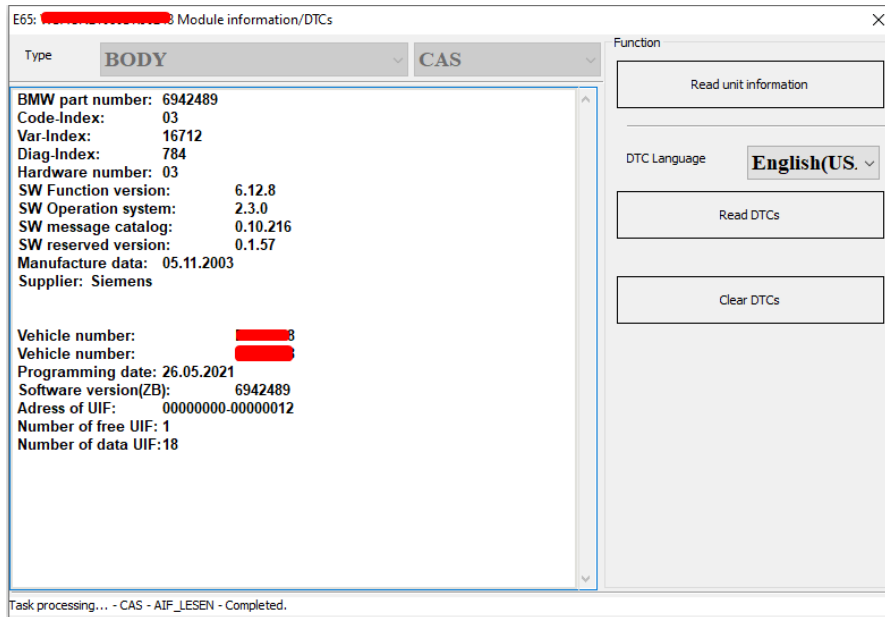 E65: 3 Module information/DTCs
Type
BODY
CAS
Function
Read unit information
DTC Language
English(US.
Read DTCs
Clear DTCs
BMW part number: 6942489
Code-Index: 03
Var-Index: 16712
Diag-Index: 784
Hardware number: 03
SW Function version: 6.12.8
SW Operation system: 2.3.0
SW message catalog: 0.10.216
SW reserved version: 0.1.57
Manufacture data: 05.11.2003
Supplier: Siemens
Vehicle number: 8
Vehicle number:
Programming date: 26.05.2021
Software version(ZB): 6942489
Adress of UIF: 00000000-00000012
Number of free UIF: 1
Number of data UIF:18
Task processing... - CAS - AIF_LESEN - Completed.